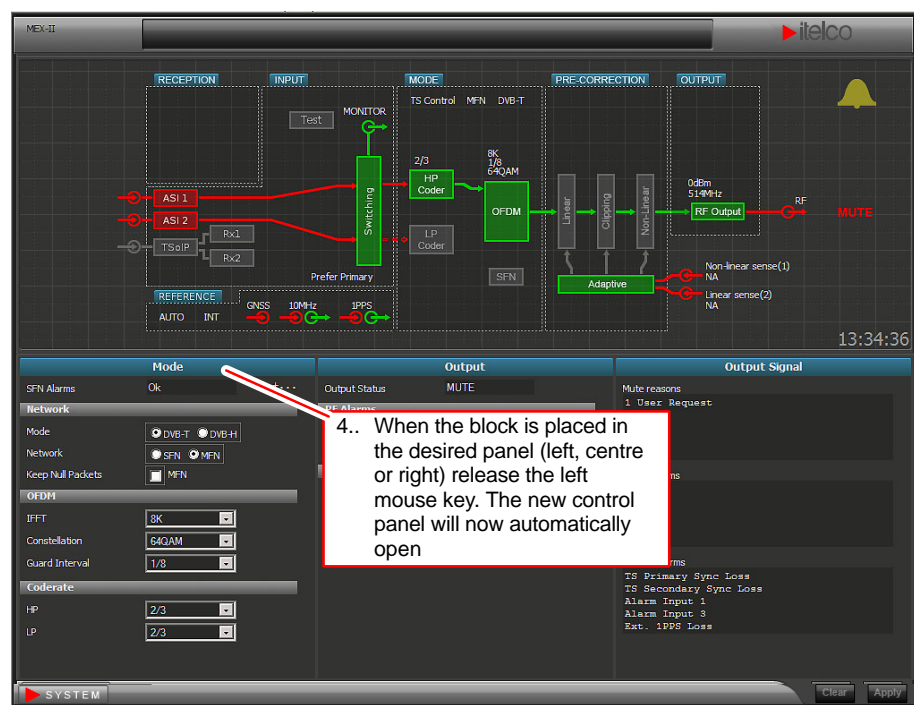 MEX-II
itelco
RECEPTION INPUT MODE PRE-CORRECTION OUTPUT
TS Control MFN DVB-T
Test
MONITOR
2/3
8K
1/8
64QAM
HP
Coder
ASI 1
ASI 2
TSoIP
Rx1
Rx2
Switching
OFDM
LP
Coder
SFN
Linear
Clipping
Non-Linear
0dBm
514MHz
RF Output
RF
MUTE
Prefer Primary
Adaptive
Non-linear sense(1)
NA
Linear sense(2)
NA
REFERENCE
AUTO INT
GNSS 10MHz 1PPS
13:34:36
Mode
SFN Alarms Ok
Network
Mode DVB-T DVB-H
Network SFN MFN
Keep Null Packets MFN
OFDM
IFFT 8K
Constellation 64QAM
Guard Interval 1/8
Coderate
HP 2/3
LP 2/3
Output
Output Status MUTE
RF Alarms
4.. When the block is placed in
the desired panel (left, centre
or right) release the left
mouse key. The new control
panel will now automatically
open
Output Signal
Mute reasons
1 User Request
TS Primary Sync Loss
TS Secondary Sync Loss
Alarm Input 1
Alarm Input 3
Ext. 1PPS Loss
SYSTEM
Clear Apply